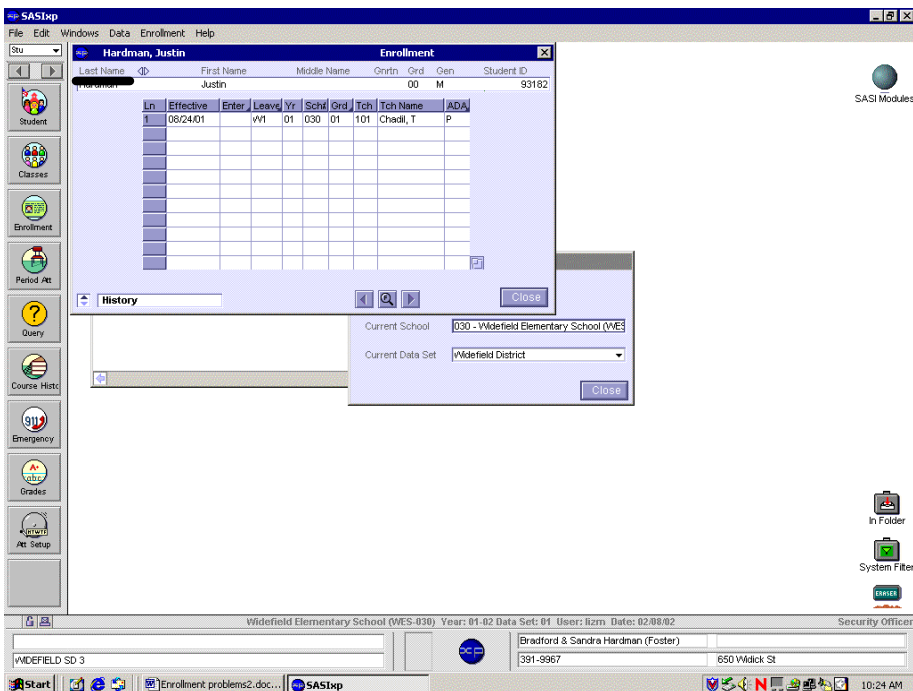 SASIxp
File Edit Windows Data Enrollment Help
Stu
Hardman, Justin Enrollment
Last Name First Name Middle Name Gnrtn Grd Gen Student ID
Justin 00 M 93182
Ln Effective Enter Leave Yr Sch# Grd Tch Tch Name ADA
1 08/24/01 W1 01 030 01 101 Chadil, T P
History
Close
Current School 030 - Widefield Elementary School (WES
Current Data Set Widefield District
Close
Student
Classes
Enrollment
Period Att
?
Query
Course Histo
911
Emergency
A+
abc
Grades
Att Setup
SASI Modules
In Folder
System Filter
ERASER
Widefield Elementary School (WES-030) Year: 01-02 Data Set: 01 User: lizm Date: 02/08/02 Security Officer
Bradford & Sandra Hardman (Foster)
WIDEFIELD SD 3 xp 391-9967 650 Widick St
Start Enrollment problems2.doc... SASIxp 10:24 AM